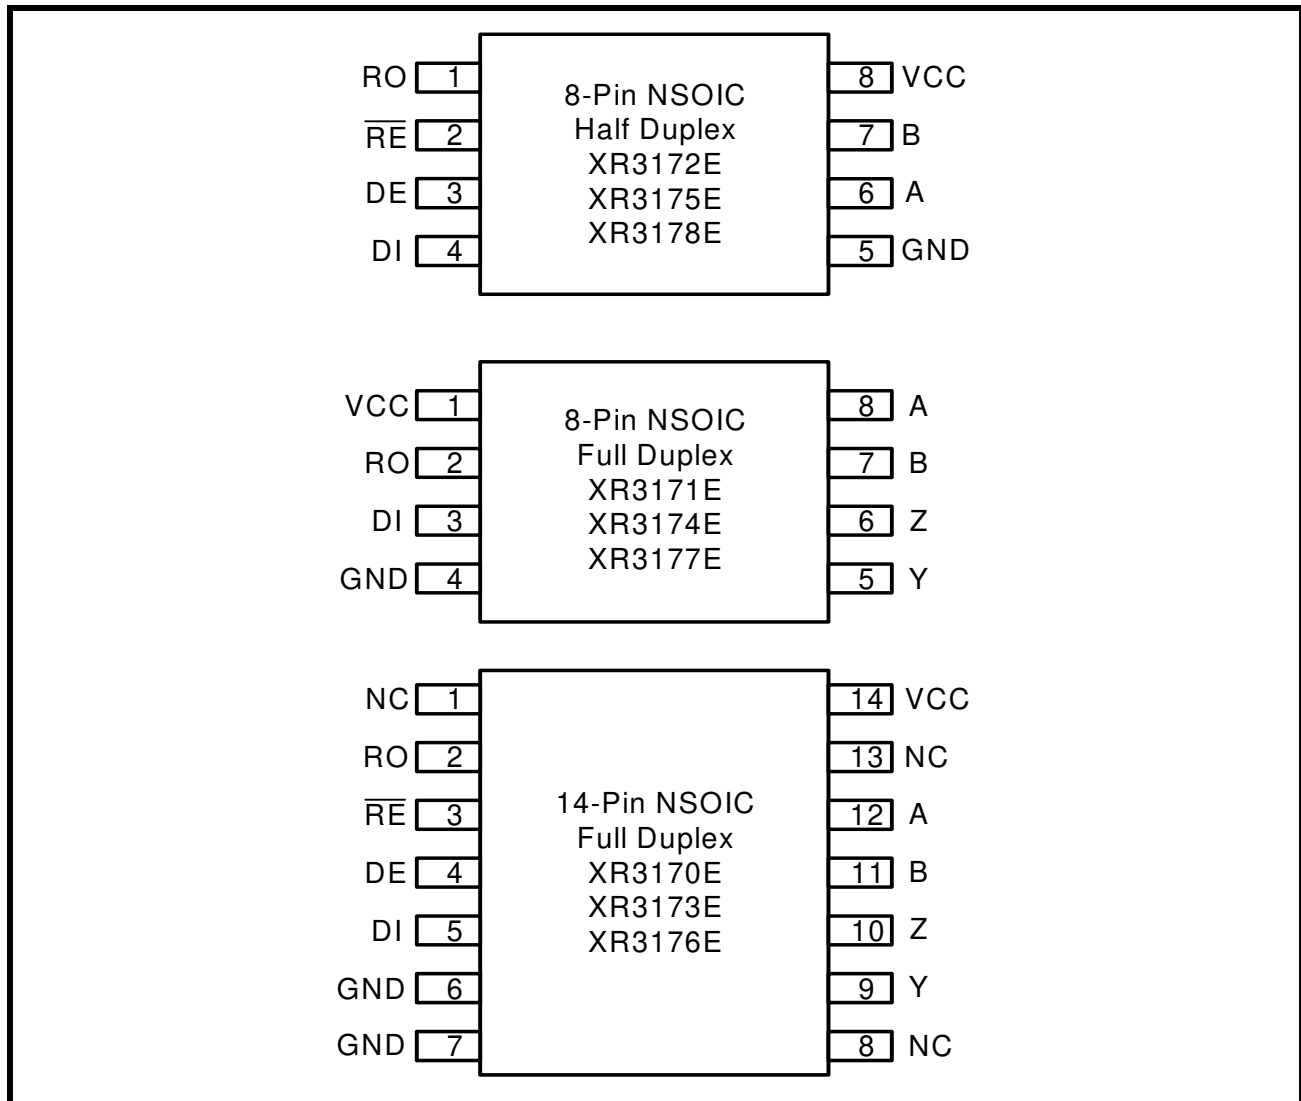 RO 1 8 VCC
8-Pin NSOIC
Half Duplex
R̅E̅ 2 7 B
XR3172E
DE 3 6 A
XR3175E
XR3178E
DI 4 5 GND
VCC 1 8 A
8-Pin NSOIC
Full Duplex
RO 2 7 B
XR3171E
DI 3 6 Z
XR3174E
XR3177E
GND 4 5 Y
NC 1 14 VCC
RO 2 13 NC
14-Pin NSOIC
R̅E̅ 3 12 A
Full Duplex
DE 4 11 B
XR3170E
XR3173E
DI 5 10 Z
XR3176E
GND 6 9 Y
GND 7 8 NC